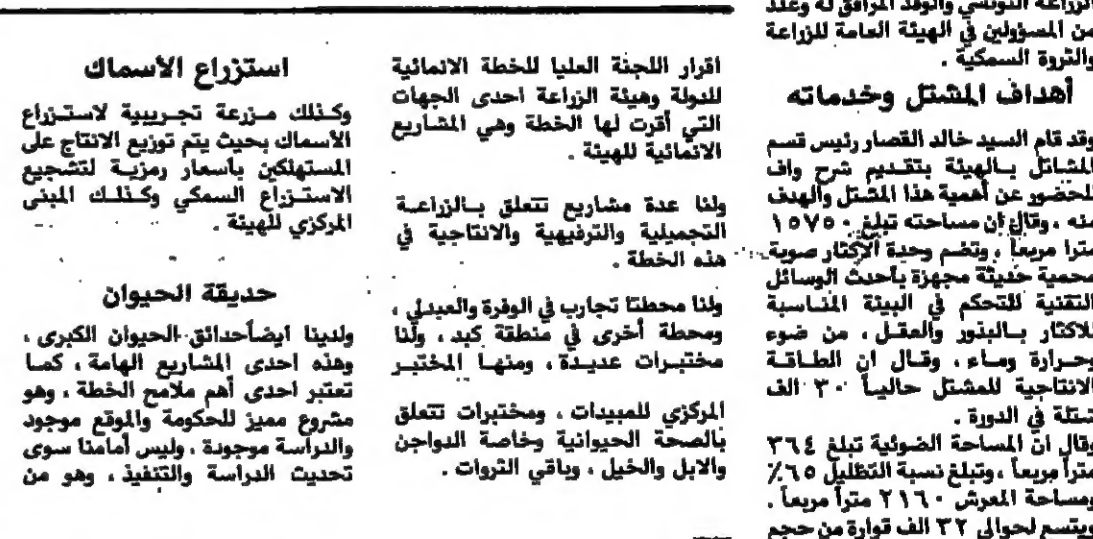 الزراعة التونسي والوفد المرافق له وعدد
من المسؤولين في الهيئة العامة للزراعة
والثروة السمكية .
أهداف المشتل وخدماته
وقد قام السيد خالد القصار رئيس قسم
المشاتل بالهيئة بتقديم شرح واف
للحضور عن أهمية هذا المشتل والهدف
منه ، وقال إن مساحته تبلغ ١٥٧٥٠
مترا مربعاً ، وتضم وحدة الأكثار صوبة
محمية حديثة مجهزة بأحدث الوسائل
التقنية للتحكم في البيئة المناسبة
للاكثار بالبذور والعقل ، من ضوء
وحرارة وماء ، وقال ان الطاقة
الانتاجية للمشتل حالياً ٣٠ الف
شتلة في الدورة .
وقال ان المساحة الضوئية تبلغ ٣٦٤
متراً مربعاً ، وتبلغ نسبة التظليل ٦٥٪
ومساحة المعرش ٢١٦٠ متراً مربعاً .
ويتسع لحوالي ٣٢ الف قوارة من حجم
اقرار اللجنة العليا للخطة الانمائية
للدولة وهيئة الزراعة احدى الجهات
التي أقرت لها الخطة وهي المشاريع
الانمائية للهيئة .
ولنا عدة مشاريع تتعلق بالزراعة
التجميلية والترفيهية والانتاجية في
هذه الخطة .
ولنا محطتا تجارب في الوفرة والعبدلي ،
ومحطة أخرى في منطقة كبد ، ولنا
مختبرات عديدة ، ومنها المختبر
المركزي للمبيدات ، ومختبرات تتعلق
بالصحة الحيوانية وخاصة الدواجن
والابل والخيل ، وباقي الثروات .
استزراع الأسماك
وكذلك مزرعة تجريبية لاستزراع
الأسماك بحيث يتم توزيع الانتاج على
المستهلكين بأسعار رمزية لتشجيع
الاستزراع السمكي وكذلك المبنى
المركزي للهيئة .
حديقة الحيوان
ولدينا ايضاً حدائق الحيوان الكبرى ،
وهذه احدى المشاريع الهامة ، كما
تعتبر احدى أهم ملامح الخطة ، وهو
مشروع مميز للحكومة والموقع موجود
والدراسة موجودة ، وليس أمامنا سوى
تحديث الدراسة والتنفيذ ، وهو من